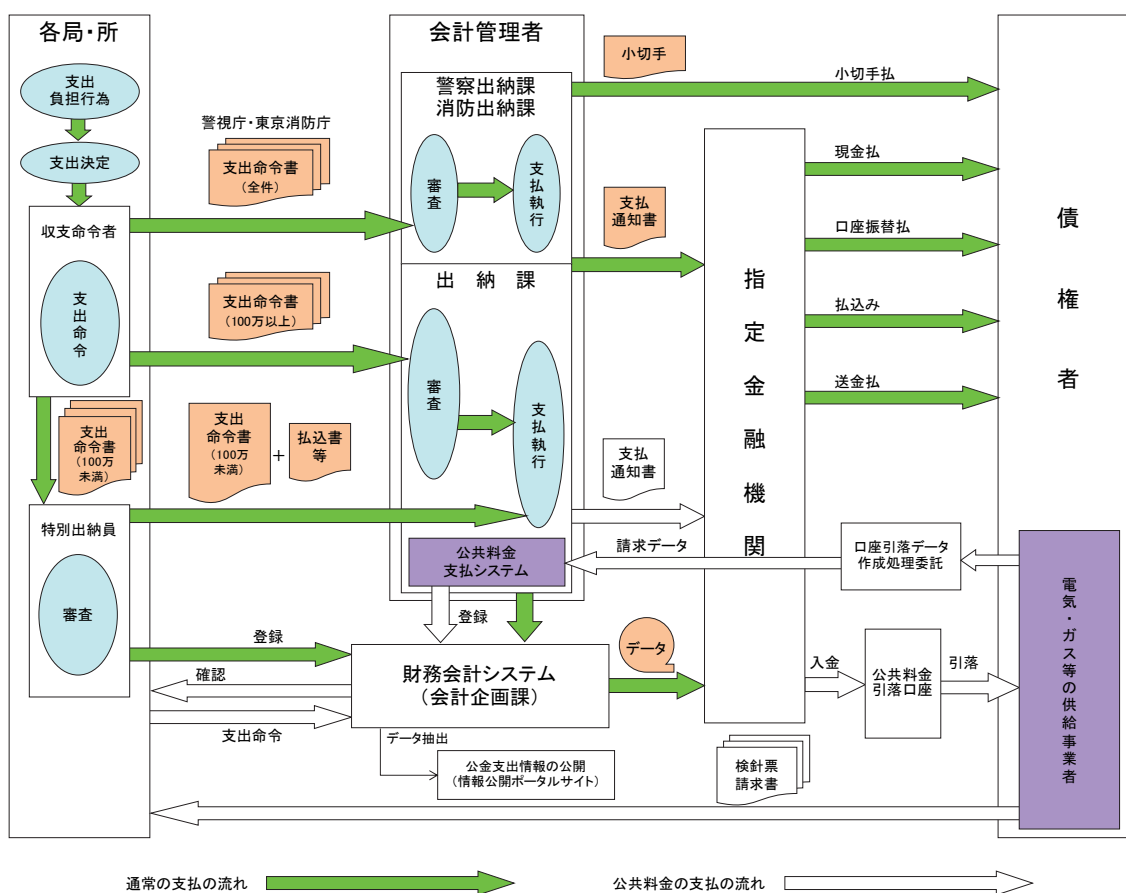 各局・所
支出
負担行為
支出決定
収支命令者
支出命令
支出
命令書
(100万
未満)
特別出納員
審査
警視庁・東京消防庁
支出命令書
(全件)
支出命令書
(100万以上)
支出
命令書
(100万
未満)
+
払込書
等
会計管理者
警察出納課
消防出納課
審査
支払執行
出納課
審査
支払執行
公共料金
支払システム
登録
登録
確認
支出命令
財務会計システム
(会計企画課)
データ抽出
公金支出情報の公開
(情報公開ポータルサイト)
小切手
支払
通知書
支払
通知書
請求データ
データ
指定金融機関
検針票
請求書
小切手払
現金払
口座振替払
払込み
送金払
口座引落データ
作成処理委託
入金
公共料金
引落口座
引落
債権者
電気・ガス等の供給事業者
通常の支払の流れ
公共料金の支払の流れ